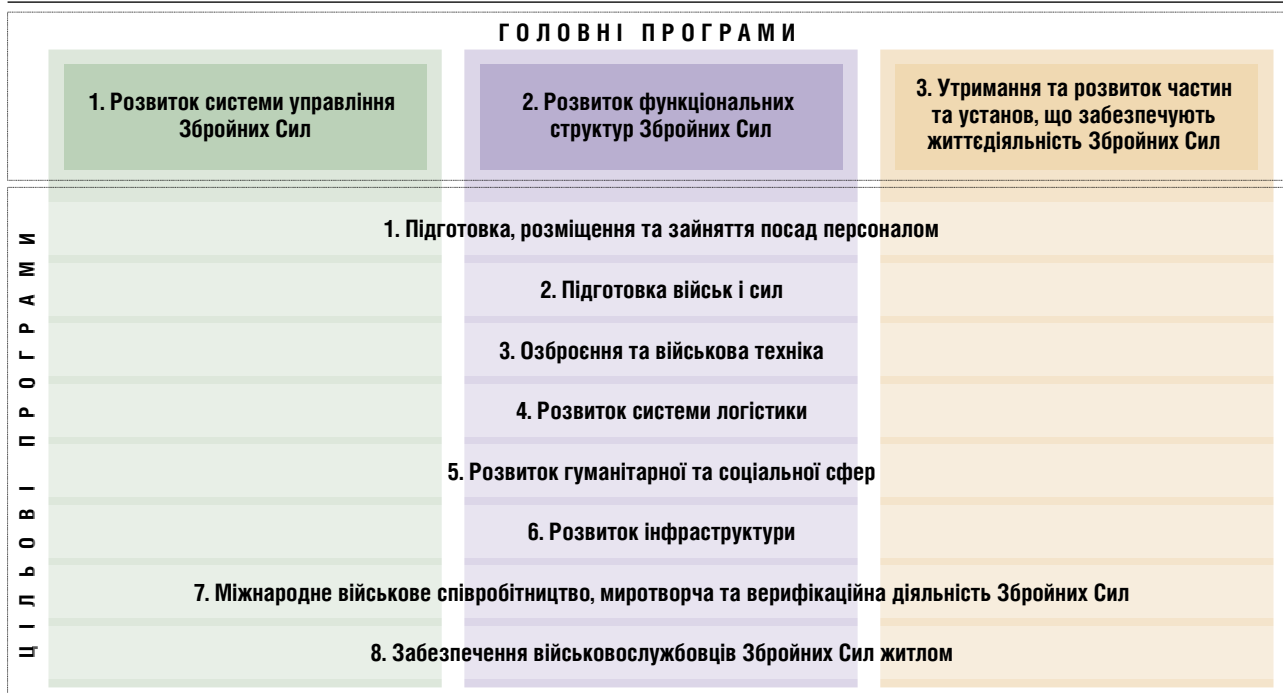 ГОЛОВНІ ПРОГРАМИ
1. Розвиток системи управління
Збройних Сил
2. Розвиток функціональних
структур Збройних Сил
3. Утримання та розвиток частин
та установ, що забезпечують
життєдіяльність Збройних Сил
ЦІЛЬОВІ ПРОГРАМИ
1. Підготовка, розміщення та зайняття посад персоналом
2. Підготовка військ і сил
3. Озброєння та військова техніка
4. Розвиток системи логістики
5. Розвиток гуманітарної та соціальної сфер
6. Розвиток інфраструктури
7. Міжнародне військове співробітництво, миротворча та верифікаційна діяльність Збройних Сил
8. Забезпечення військовослужбовців Збройних Сил житлом